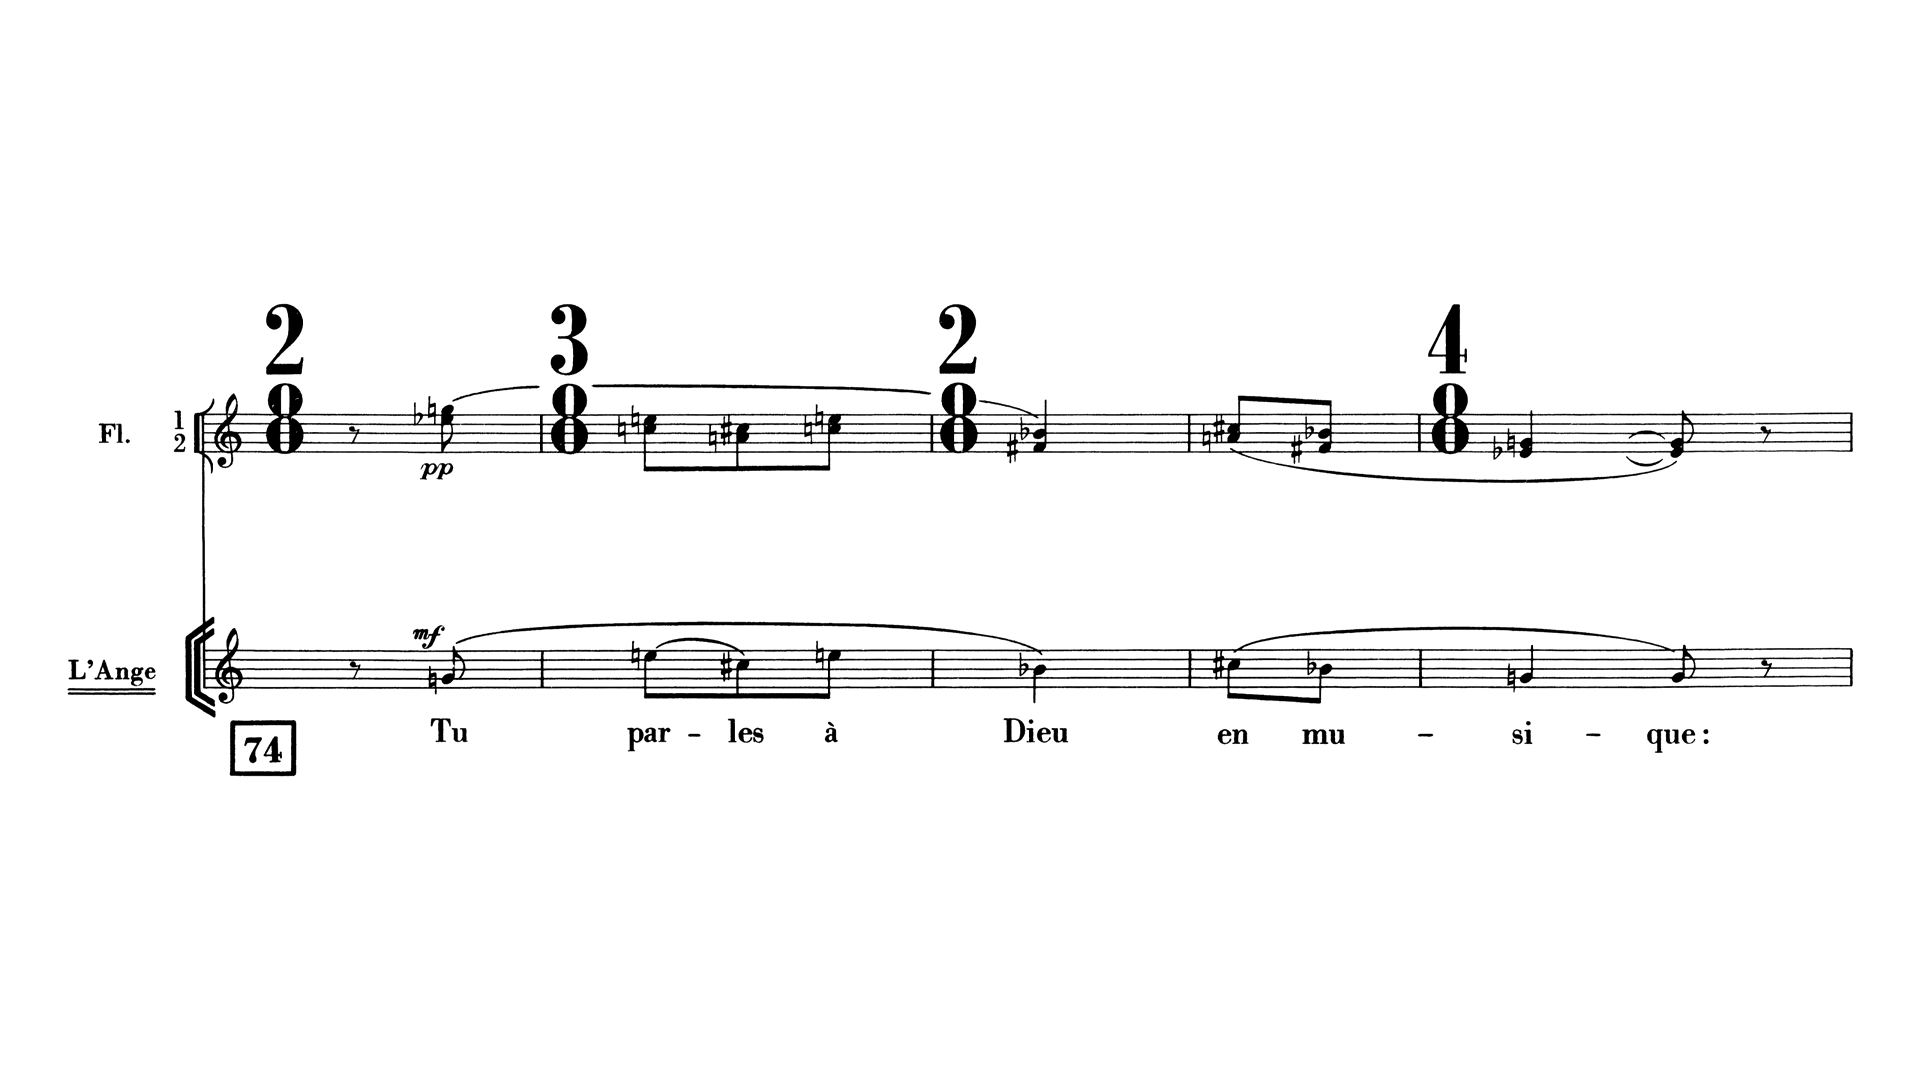 2 3 2 4
8 8 8 8
Fl. 1
2
pp
mf
L'Ange
Tu par - les à Dieu en mu - si - que :
74